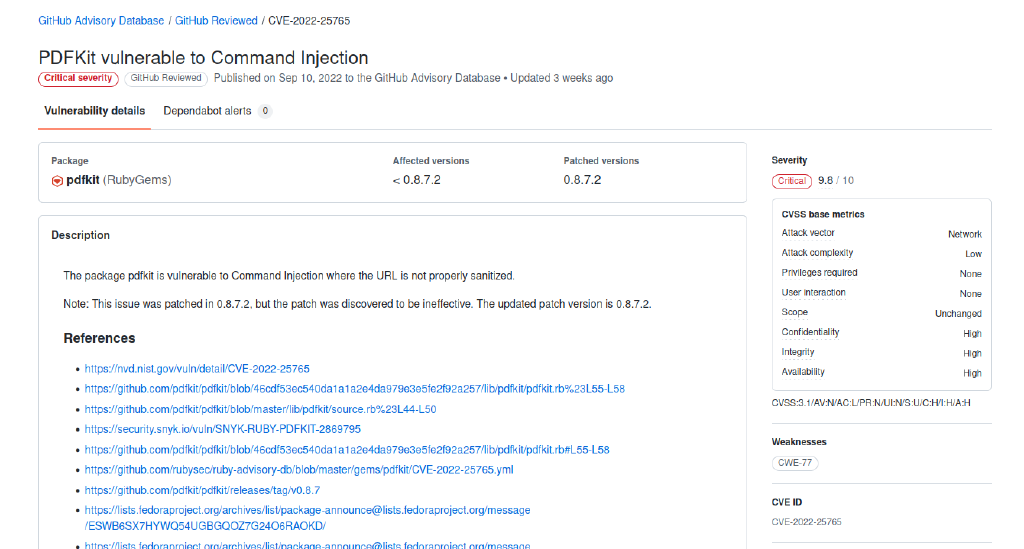 GitHub Advisory Database / GitHub Reviewed / CVE-2022-25765
PDFKit vulnerable to Command Injection
Critical severity GitHub Reviewed Published on Sep 10, 2022 to the GitHub Advisory Database • Updated 3 weeks ago
Vulnerability details Dependabot alerts 0
Package Affected versions Patched versions
pdfkit (RubyGems) < 0.8.7.2 0.8.7.2
Description
The package pdfkit is vulnerable to Command Injection where the URL is not properly sanitized.
Note: This issue was patched in 0.8.7.2, but the patch was discovered to be ineffective. The updated patch version is 0.8.7.2.
References
• https://nvd.nist.gov/vuln/detail/CVE-2022-25765
• https://github.com/pdfkit/pdfkit/blob/46cdf53ec540da1a1a2e4da979e3e5fe2f92a257/lib/pdfkit/pdfkit.rb%23L55-L58
• https://github.com/pdfkit/pdfkit/blob/master/lib/pdfkit/source.rb%23L44-L50
• https://security.snyk.io/vuln/SNYK-RUBY-PDFKIT-2869795
• https://github.com/pdfkit/pdfkit/blob/46cdf53ec540da1a1a2e4da979e3e5fe2f92a257/lib/pdfkit/pdfkit.rb#L55-L58
• https://github.com/rubysec/ruby-advisory-db/blob/master/gems/pdfkit/CVE-2022-25765.yml
• https://github.com/pdfkit/pdfkit/releases/tag/v0.8.7
• https://lists.fedoraproject.org/archives/list/package-announce@lists.fedoraproject.org/message
/ESWB6SX7HYWQ54UGBGQOZ7G24O6RAOKD/
• https://lists.fedoraproject.org/archives/list/package-announce@lists.fedoraproject.org/message
Severity
Critical 9.8 / 10
CVSS base metrics
Attack vector Network
Attack complexity Low
Privileges required None
User interaction None
Scope Unchanged
Confidentiality High
Integrity High
Availability High
CVSS:3.1/AV:N/AC:L/PR:N/UI:N/S:U/C:H/I:H/A:H
Weaknesses
CWE-77
CVE ID
CVE-2022-25765